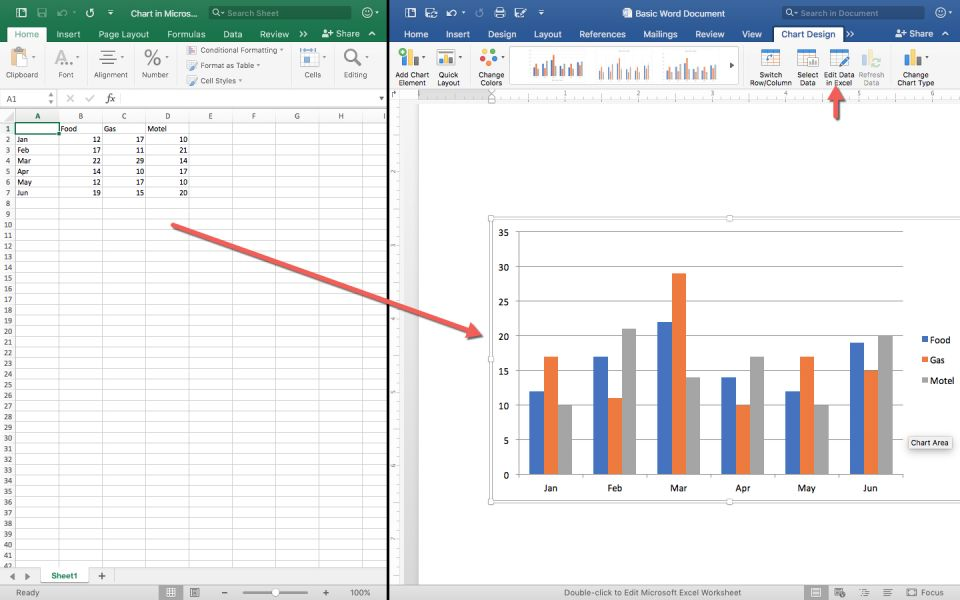 Chart in Micros...
Search Sheet
Home Insert Page Layout Formulas Data Review Share
Clipboard
Font
Alignment
%
Number
Conditional Formatting
Format as Table
Cell Styles
Cells
Editing
A1
fx
A B C D E F G H I
1 Food Gas Motel
2 Jan 12 17 10
3 Feb 17 11 21
4 Mar 22 29 14
5 Apr 14 10 17
6 May 12 17 10
7 Jun 19 15 20
8
9
10
11
12
13
14
15
16
17
18
19
20
21
22
23
24
25
26
27
28
29
30
31
32
33
34
35
36
37
38
39
40
41
42
Sheet1 +
Ready
100%
Basic Word Document
Search in Document
Home Insert Design Layout References Mailings Review View Chart Design Share
Add Chart
Element
Quick
Layout
Change
Colors
Switch
Row/Column
Select
Data
Edit Data
in Excel
Refresh
Data
Change
Chart Type
1 2 3 4 5 6
35
30
25
20
15
10
5
0
Jan Feb Mar Apr May Jun
Food
Gas
Motel
Chart Area
Double-click to Edit Microsoft Excel Worksheet
Focus